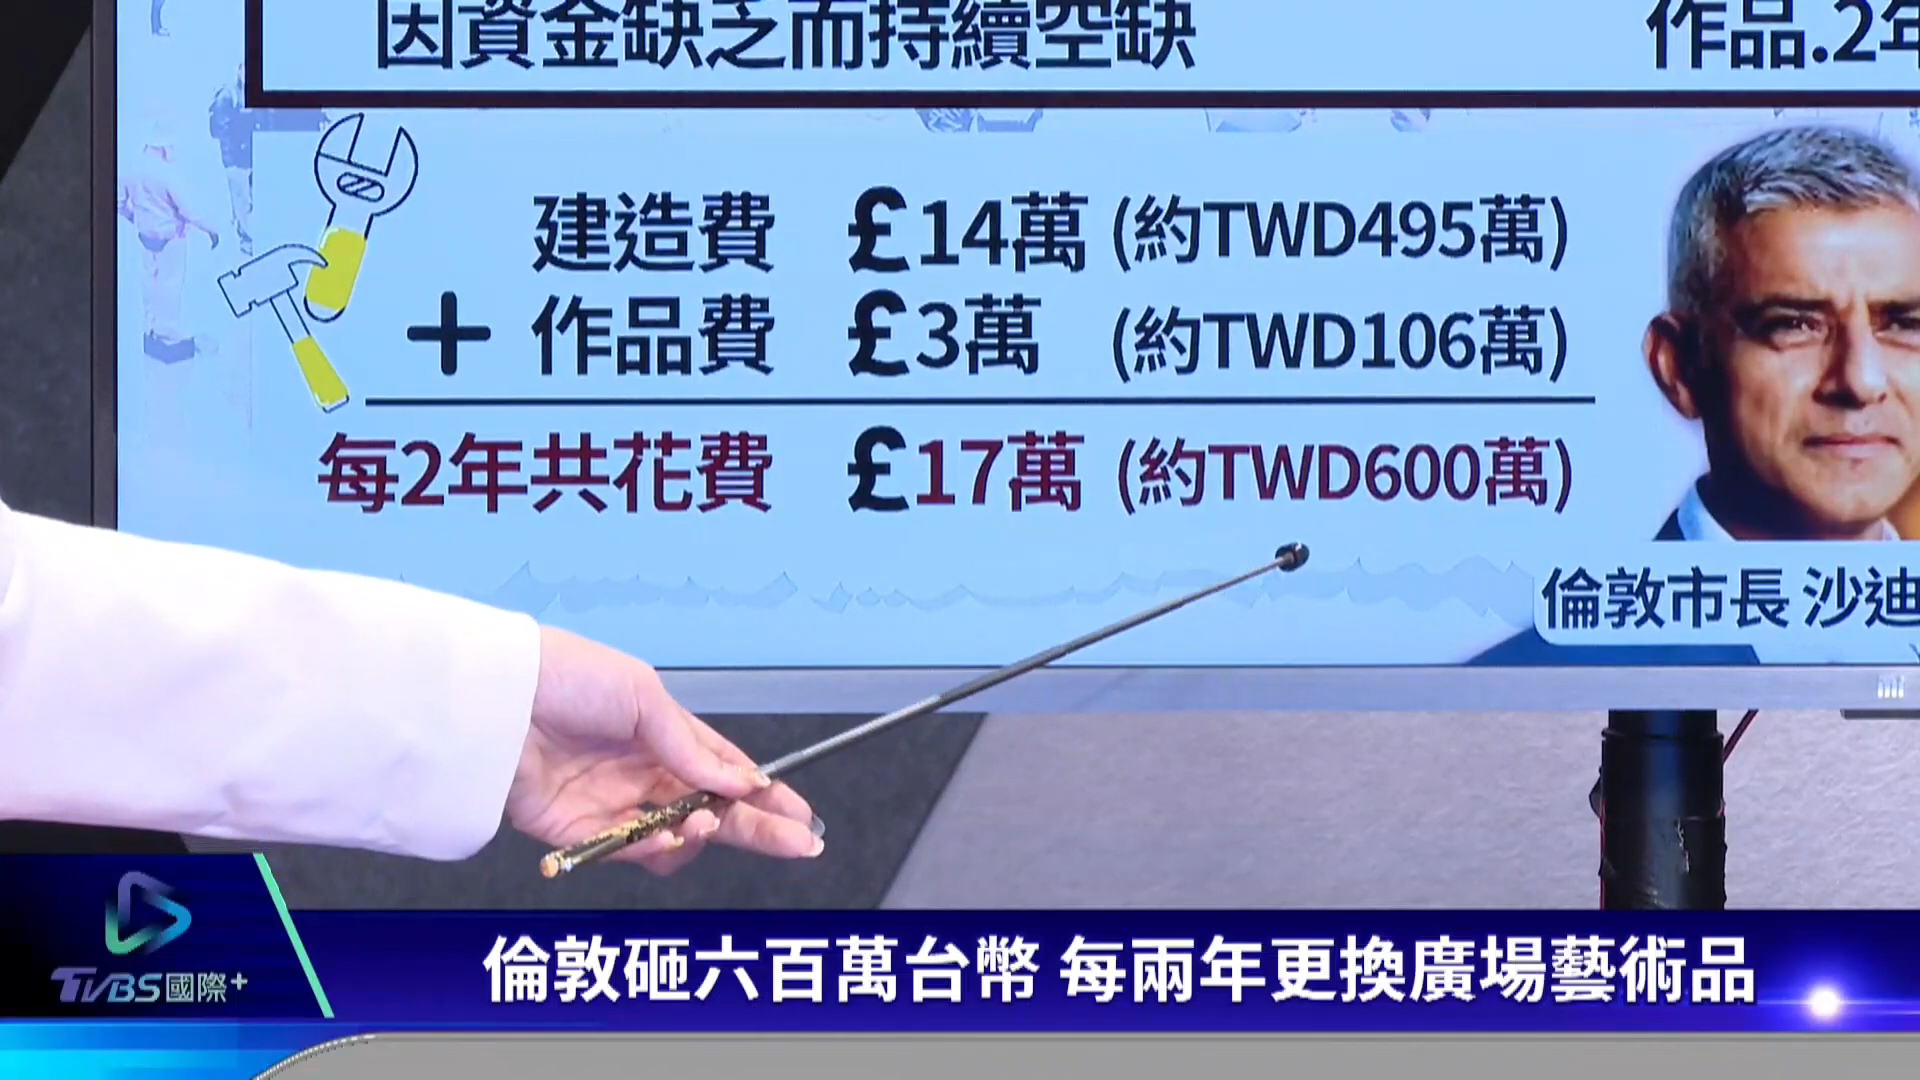 因資金缺乏而持續空缺
作品.2年
建造費 £14萬 (約TWD495萬)
+ 作品費 £3萬 (約TWD106萬)
每2年共花費 £17萬 (約TWD600萬)
倫敦市長 沙迪
mi
TVBS國際+
倫敦砸六百萬台幣 每兩年更換廣場藝術品